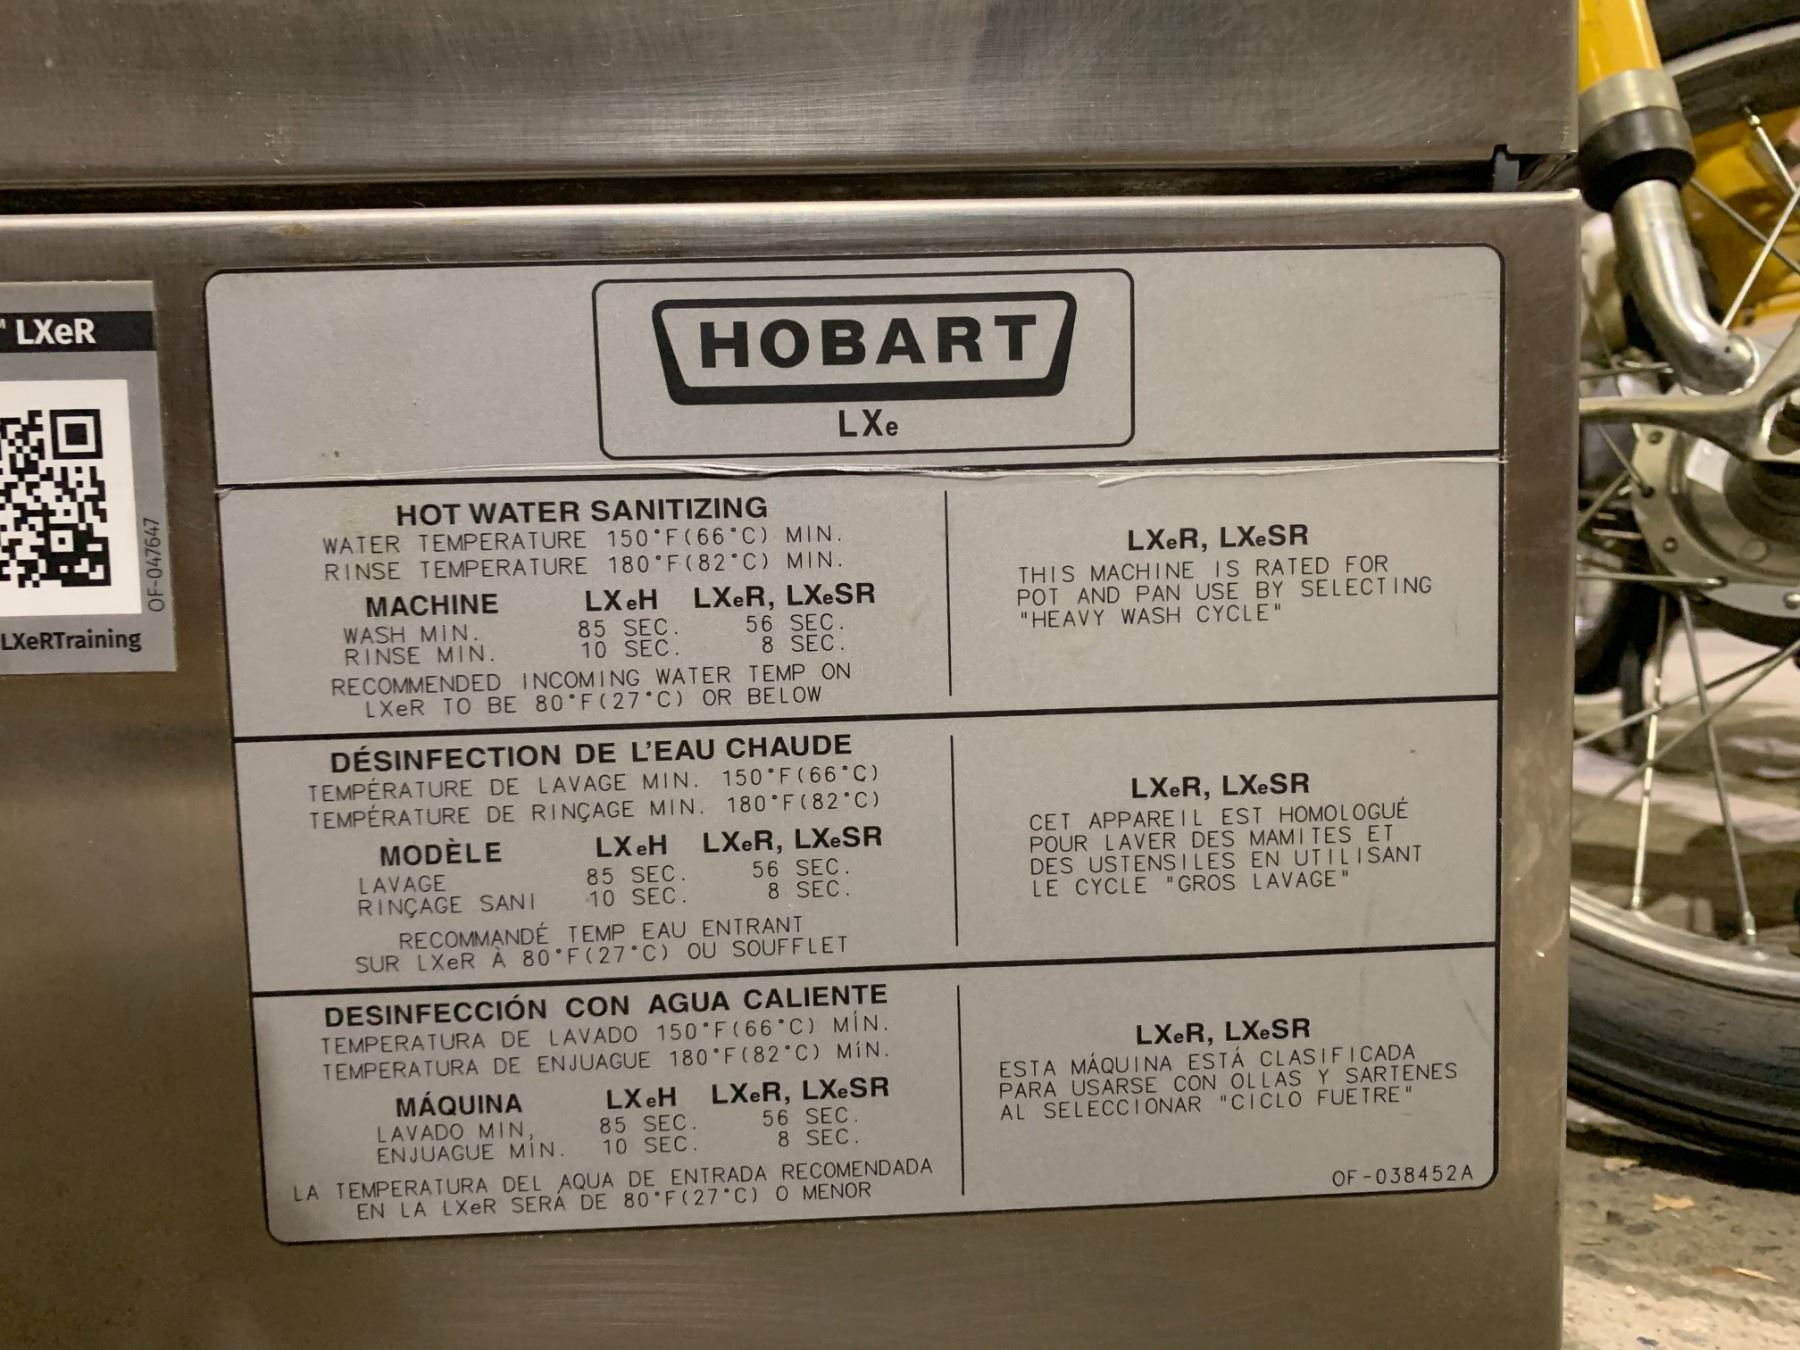 LXeR
OF-047647
LXeRTraining
HOBART
LXe
HOT WATER SANITIZING
WATER TEMPERATURE 150°F(66°C) MIN.
RINSE TEMPERATURE 180°F(82°C) MIN.
MACHINE LXeH LXeR, LXeSR
WASH MIN. 85 SEC. 56 SEC.
RINSE MIN. 10 SEC. 8 SEC.
RECOMMENDED INCOMING WATER TEMP ON
LXeR TO BE 80°F(27°C) OR BELOW
LXeR, LXeSR
THIS MACHINE IS RATED FOR
POT AND PAN USE BY SELECTING
"HEAVY WASH CYCLE"
DÉSINFECTION DE L'EAU CHAUDE
TEMPÉRATURE DE LAVAGE MIN. 150°F(66°C)
TEMPÉRATURE DE RINÇAGE MIN. 180°F(82°C)
MODÈLE LXeH LXeR, LXeSR
LAVAGE 85 SEC. 56 SEC.
RINÇAGE SANI 10 SEC. 8 SEC.
RECOMMANDÉ TEMP EAU ENTRANT
SUR LXeR À 80°F(27°C) OU SOUFFLET
LXeR, LXeSR
CET APPAREIL EST HOMOLOGUÉ
POUR LAVER DES MAMITES ET
DES USTENSILES EN UTILISANT
LE CYCLE "GROS LAVAGE"
DESINFECCIÓN CON AGUA CALIENTE
TEMPERATURA DE LAVADO 150°F(66°C) MÍN.
TEMPERATURA DE ENJUAGUE 180°F(82°C) MÍN.
MÁQUINA LXeH LXeR, LXeSR
LAVADO MIN, 85 SEC. 56 SEC.
ENJUAGUE MÍN. 10 SEC. 8 SEC.
LA TEMPERATURA DEL AQUA DE ENTRADA RECOMENDADA
EN LA LXeR SERÁ DE 80°F(27°C) O MENOR
LXeR, LXeSR
ESTA MÁQUINA ESTÁ CLASIFICADA
PARA USARSE CON OLLAS Y SARTENES
AL SELECCIONAR "CICLO FUETRE"
OF-038452A